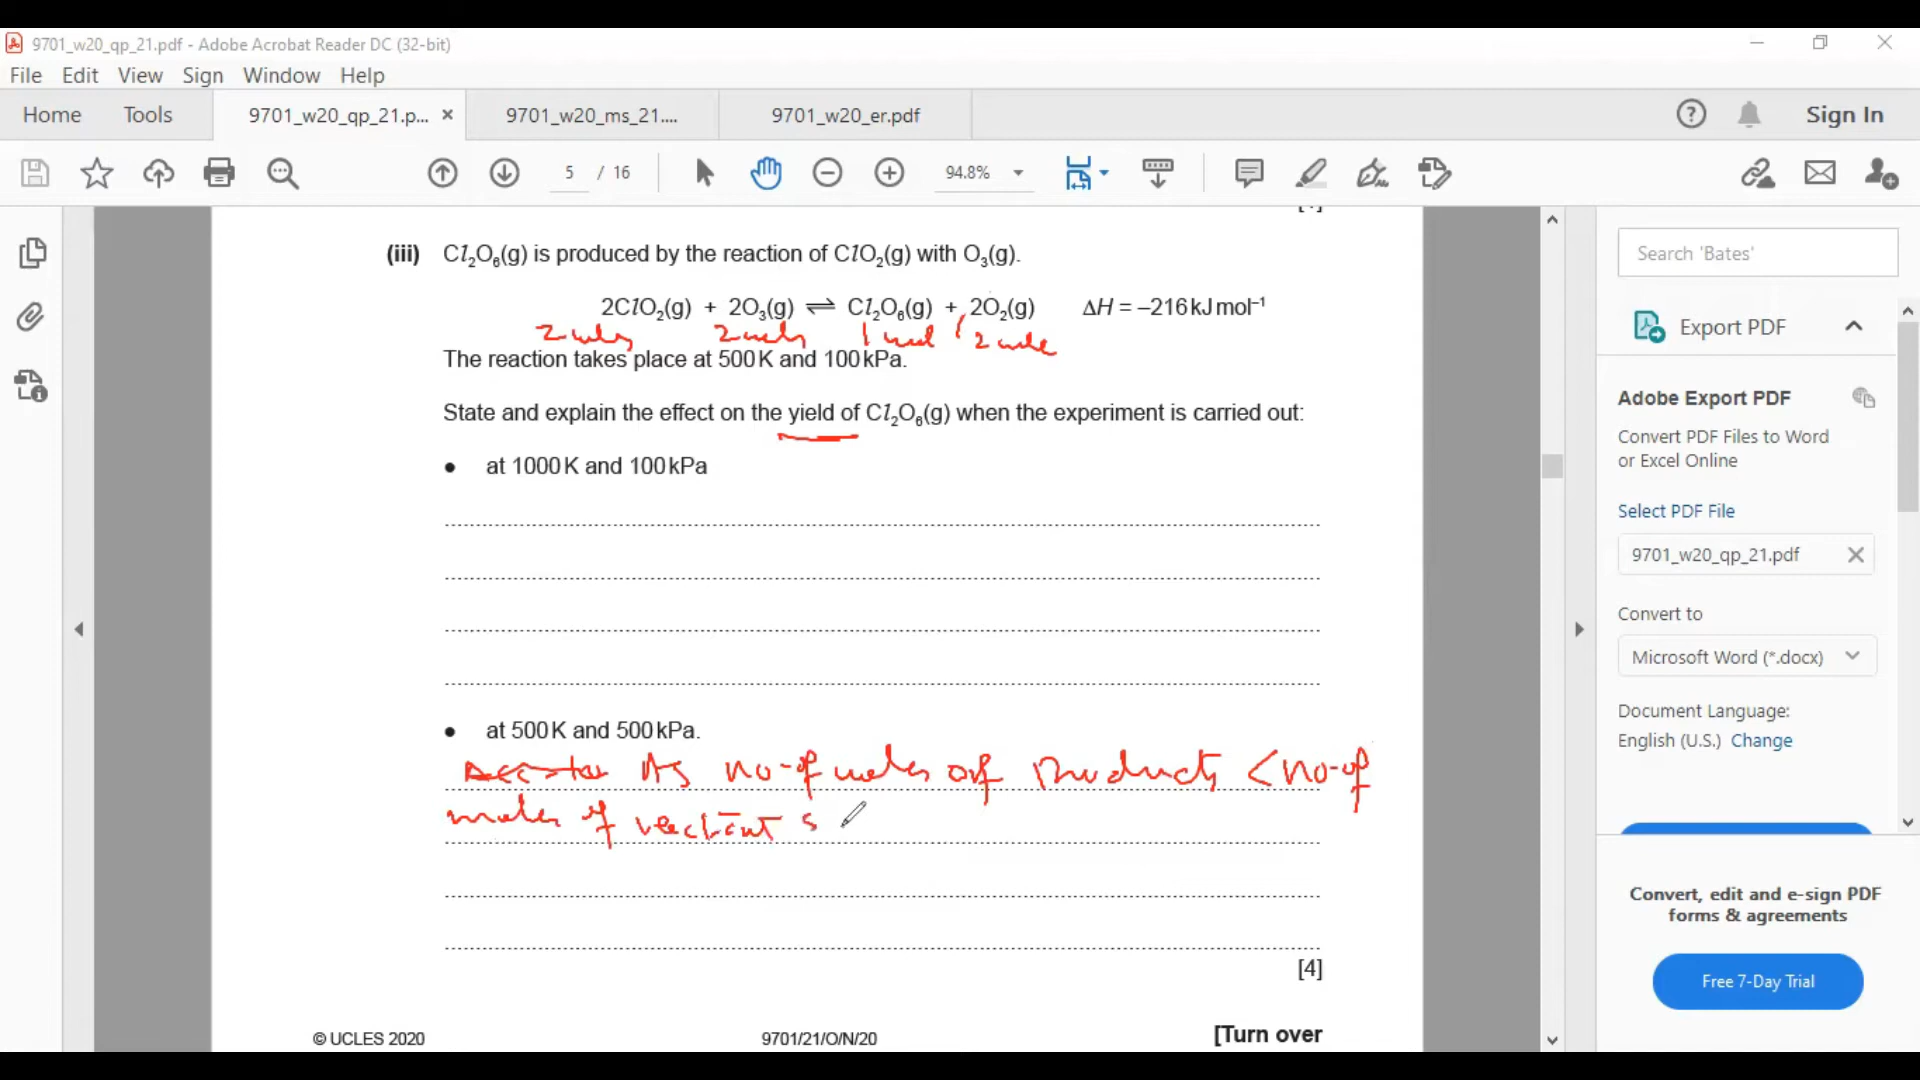 9701_w20_qp_21.pdf - Adobe Acrobat Reader DC (32-bit)
File Edit View Sign Window Help
Home Tools 9701_w20_qp_21.p... × 9701_w20_ms_21.... 9701_w20_er.pdf Sign In
5 / 16 94.8%
(iii) Cl₂O₆(g) is produced by the reaction of ClO₂(g) with O₃(g).
2ClO₂(g) + 2O₃(g) ⇌ Cl₂O₆(g) + 2O₂(g) ΔH = –216 kJ mol⁻¹
2 mols 2 mols 1 mol 2 mole
The reaction takes place at 500 K and 100 kPa.
State and explain the effect on the yield of Cl₂O₆(g) when the experiment is carried out:
● at 1000 K and 100 kPa
● at 500 K and 500 kPa.
As no-of moles of Products < no-of
moles of reactants
[4]
© UCLES 2020 9701/21/O/N/20 [Turn over
Search 'Bates'
Export PDF
Adobe Export PDF
Convert PDF Files to Word
or Excel Online
Select PDF File
9701_w20_qp_21.pdf
Convert to
Microsoft Word (*.docx)
Document Language:
English (U.S.) Change
Convert, edit and e-sign PDF
forms & agreements
Free 7-Day Trial